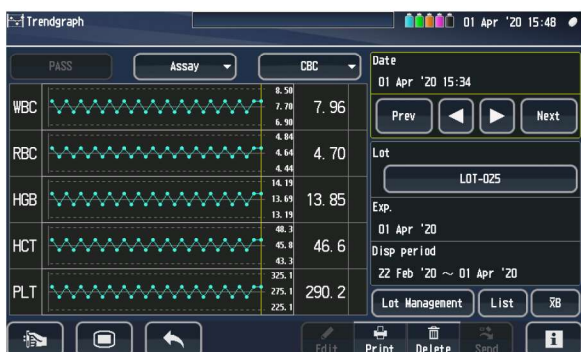 Trendgraph
01 Apr '20 15:48
PASS
Assay
CBC
WBC
8.50
7.70
6.90
7.96
RBC
4.84
4.64
4.44
4.70
HGB
14.19
13.69
13.19
13.85
HCT
48.3
45.8
43.3
46.6
PLT
325.1
275.1
225.1
290.2
Date
01 Apr '20 15:34
Prev
Next
Lot
LOT-025
Exp.
01 Apr '20
Disp period
22 Feb '20 ～ 01 Apr '20
Lot Management
List
X̄B
Edit
Print
Delete
Send
i